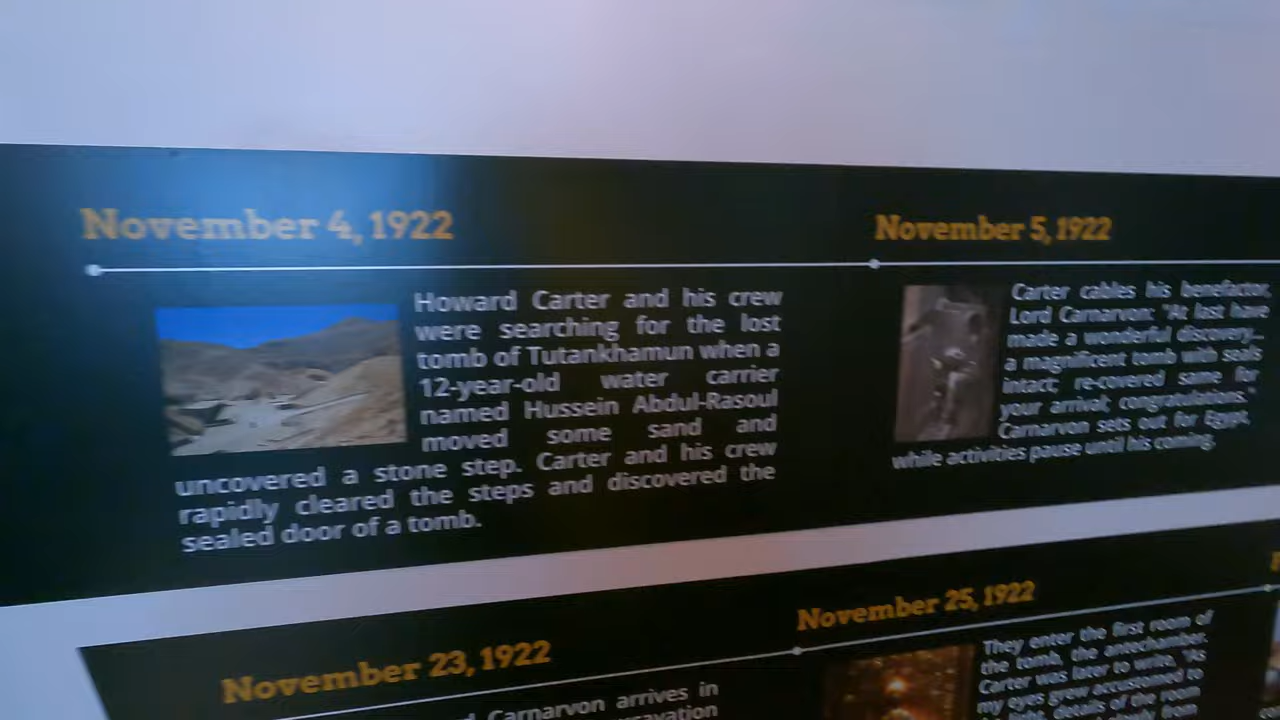 November 4, 1922
Howard Carter and his crew
were searching for the lost
tomb of Tutankhamun when a
12-year-old water carrier
named Hussein Abdul-Rasoul
moved some sand and
uncovered a stone step. Carter and his crew
rapidly cleared the steps and discovered the
sealed door of a tomb.
November 5, 1922
Carter cables his benefactor,
Lord Carnarvon: "At last have
made a wonderful discovery...
a magnificent tomb with seals
intact; re-covered same for
your arrival; congratulations."
Carnarvon sets out for Egypt,
while activities pause until his coming.
November 23, 1922
Carnarvon arrives in
November 25, 1922
They enter the first room of
the tomb, the antechamber.
Carter was later to write, "As
my eyes grew accustomed to
details of the room